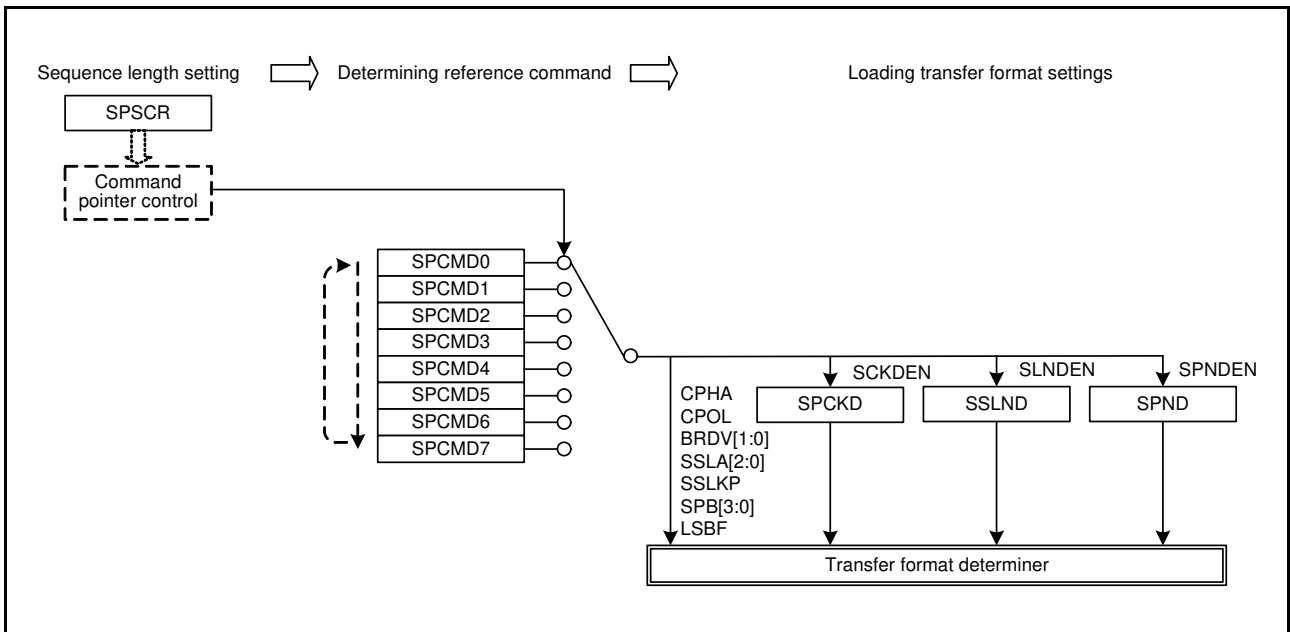 Sequence length setting
Determining reference command
Loading transfer format settings
SPSCR
Command
pointer control
SPCMD0
SPCMD1
SPCMD2
SPCMD3
SPCMD4
SPCMD5
SPCMD6
SPCMD7
CPHA
CPOL
BRDV[1:0]
SSLA[2:0]
SSLKP
SPB[3:0]
LSBF
SCKDEN
SPCKD
SLNDEN
SSLND
SPNDEN
SPND
Transfer format determiner